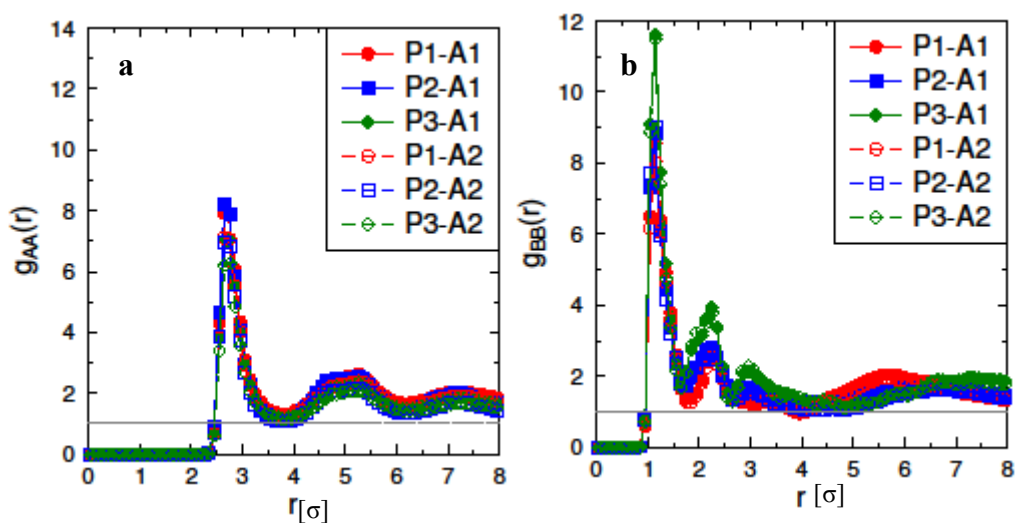 a
14
12
10
8
6
4
2
0
g_AA(r)
P1-A1
P2-A1
P3-A1
P1-A2
P2-A2
P3-A2
0 1 2 3 4 5 6 7 8
r[σ]
b
12
10
8
6
4
2
0
g_BB(r)
P1-A1
P2-A1
P3-A1
P1-A2
P2-A2
P3-A2
0 1 2 3 4 5 6 7 8
r [σ]